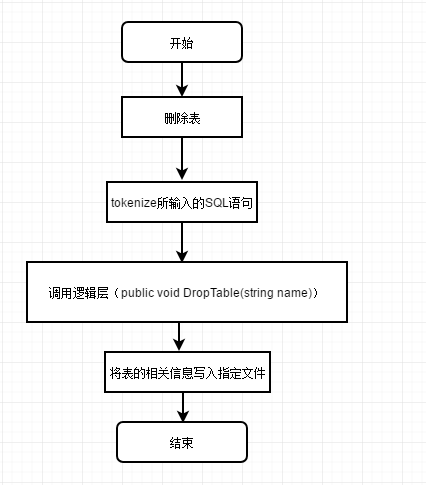 开始
删除表
tokenize所输入的SQL语句
调用逻辑层（public void DropTable(string name)）
将表的相关信息写入指定文件
结束